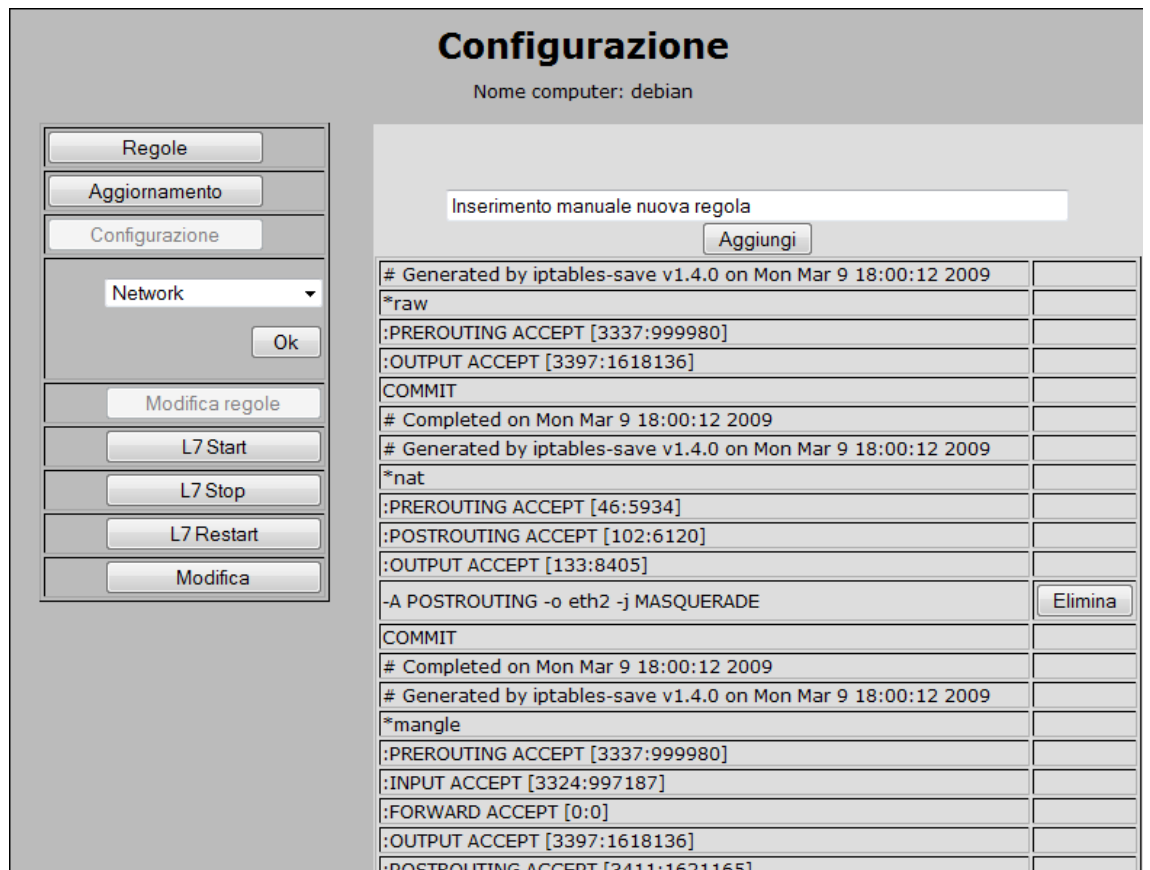 Configurazione
Nome computer: debian
Regole
Aggiornamento
Configurazione
Network
Ok
Modifica regole
L7 Start
L7 Stop
L7 Restart
Modifica
Inserimento manuale nuova regola
Aggiungi
# Generated by iptables-save v1.4.0 on Mon Mar 9 18:00:12 2009
*raw
:PREROUTING ACCEPT [3337:999980]
:OUTPUT ACCEPT [3397:1618136]
COMMIT
# Completed on Mon Mar 9 18:00:12 2009
# Generated by iptables-save v1.4.0 on Mon Mar 9 18:00:12 2009
*nat
:PREROUTING ACCEPT [46:5934]
:POSTROUTING ACCEPT [102:6120]
:OUTPUT ACCEPT [133:8405]
-A POSTROUTING -o eth2 -j MASQUERADE Elimina
COMMIT
# Completed on Mon Mar 9 18:00:12 2009
# Generated by iptables-save v1.4.0 on Mon Mar 9 18:00:12 2009
*mangle
:PREROUTING ACCEPT [3337:999980]
:INPUT ACCEPT [3324:997187]
:FORWARD ACCEPT [0:0]
:OUTPUT ACCEPT [3397:1618136]
:POSTROUTING ACCEPT [3411:1621165]